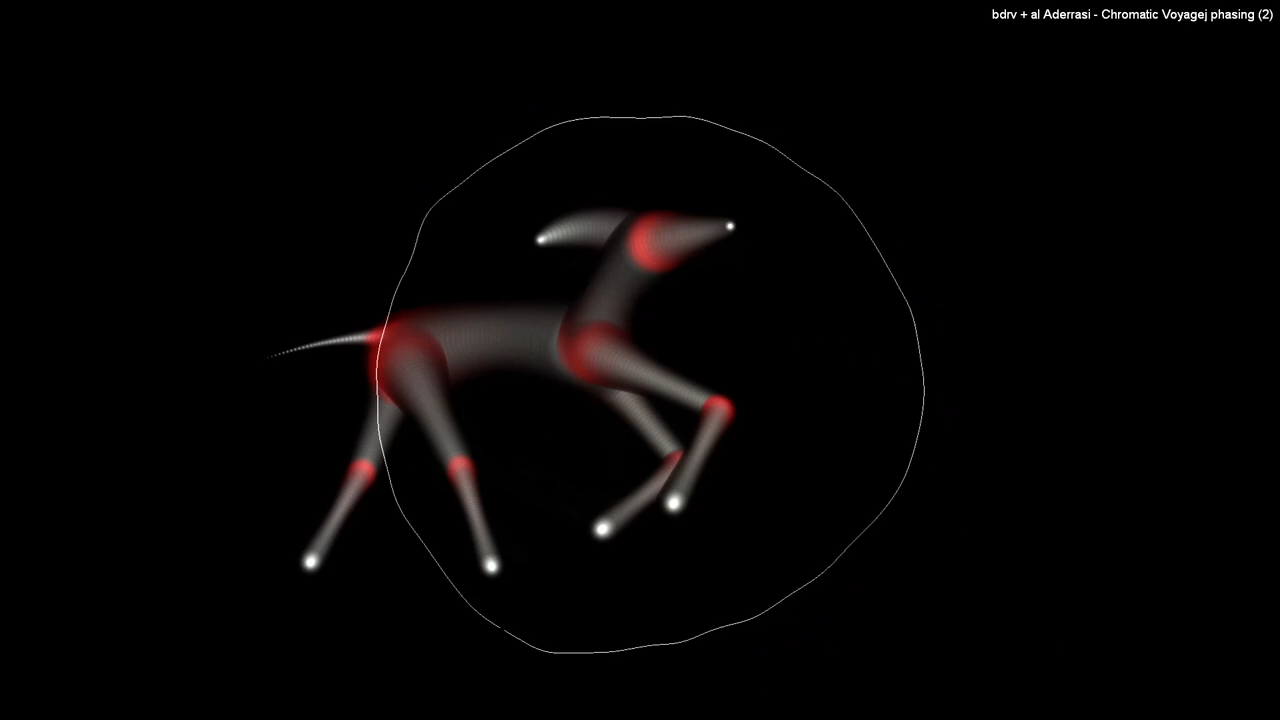 bdrv + al Aderrasi - Chromatic Voyagej phasing (2)